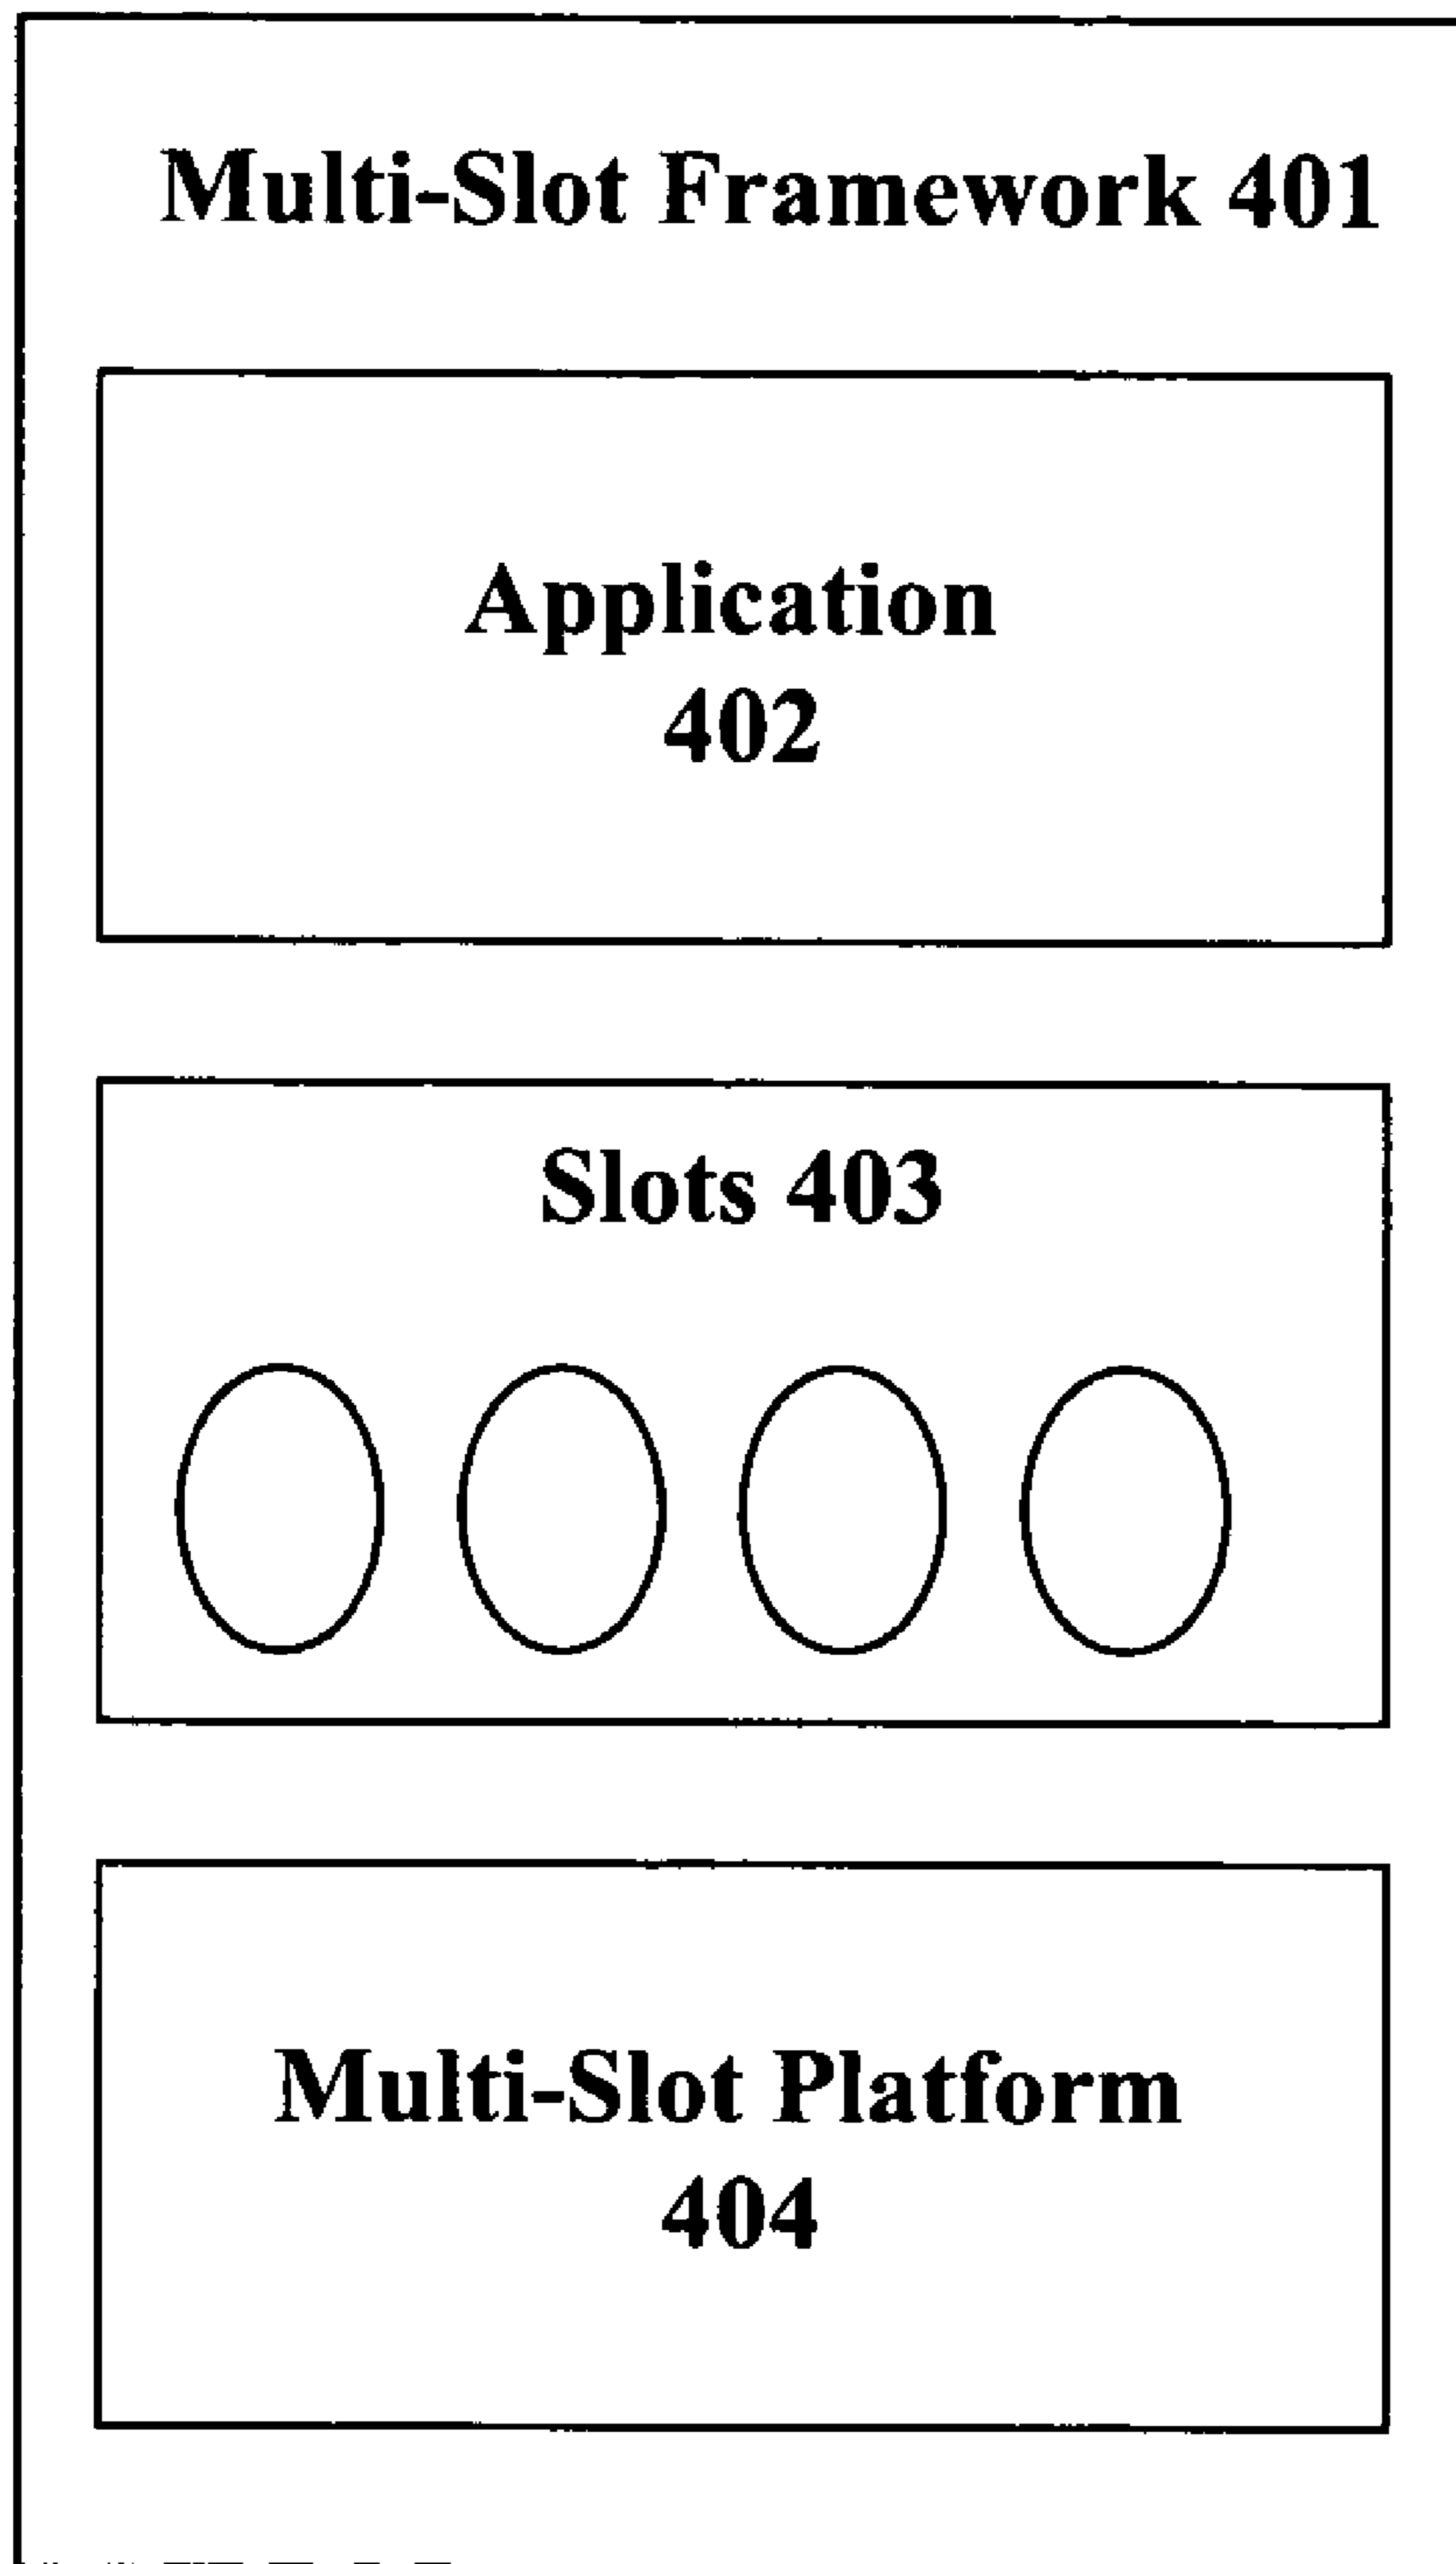 Multi-Slot Framework 401
Application
402
Slots 403
Multi-Slot Platform
404